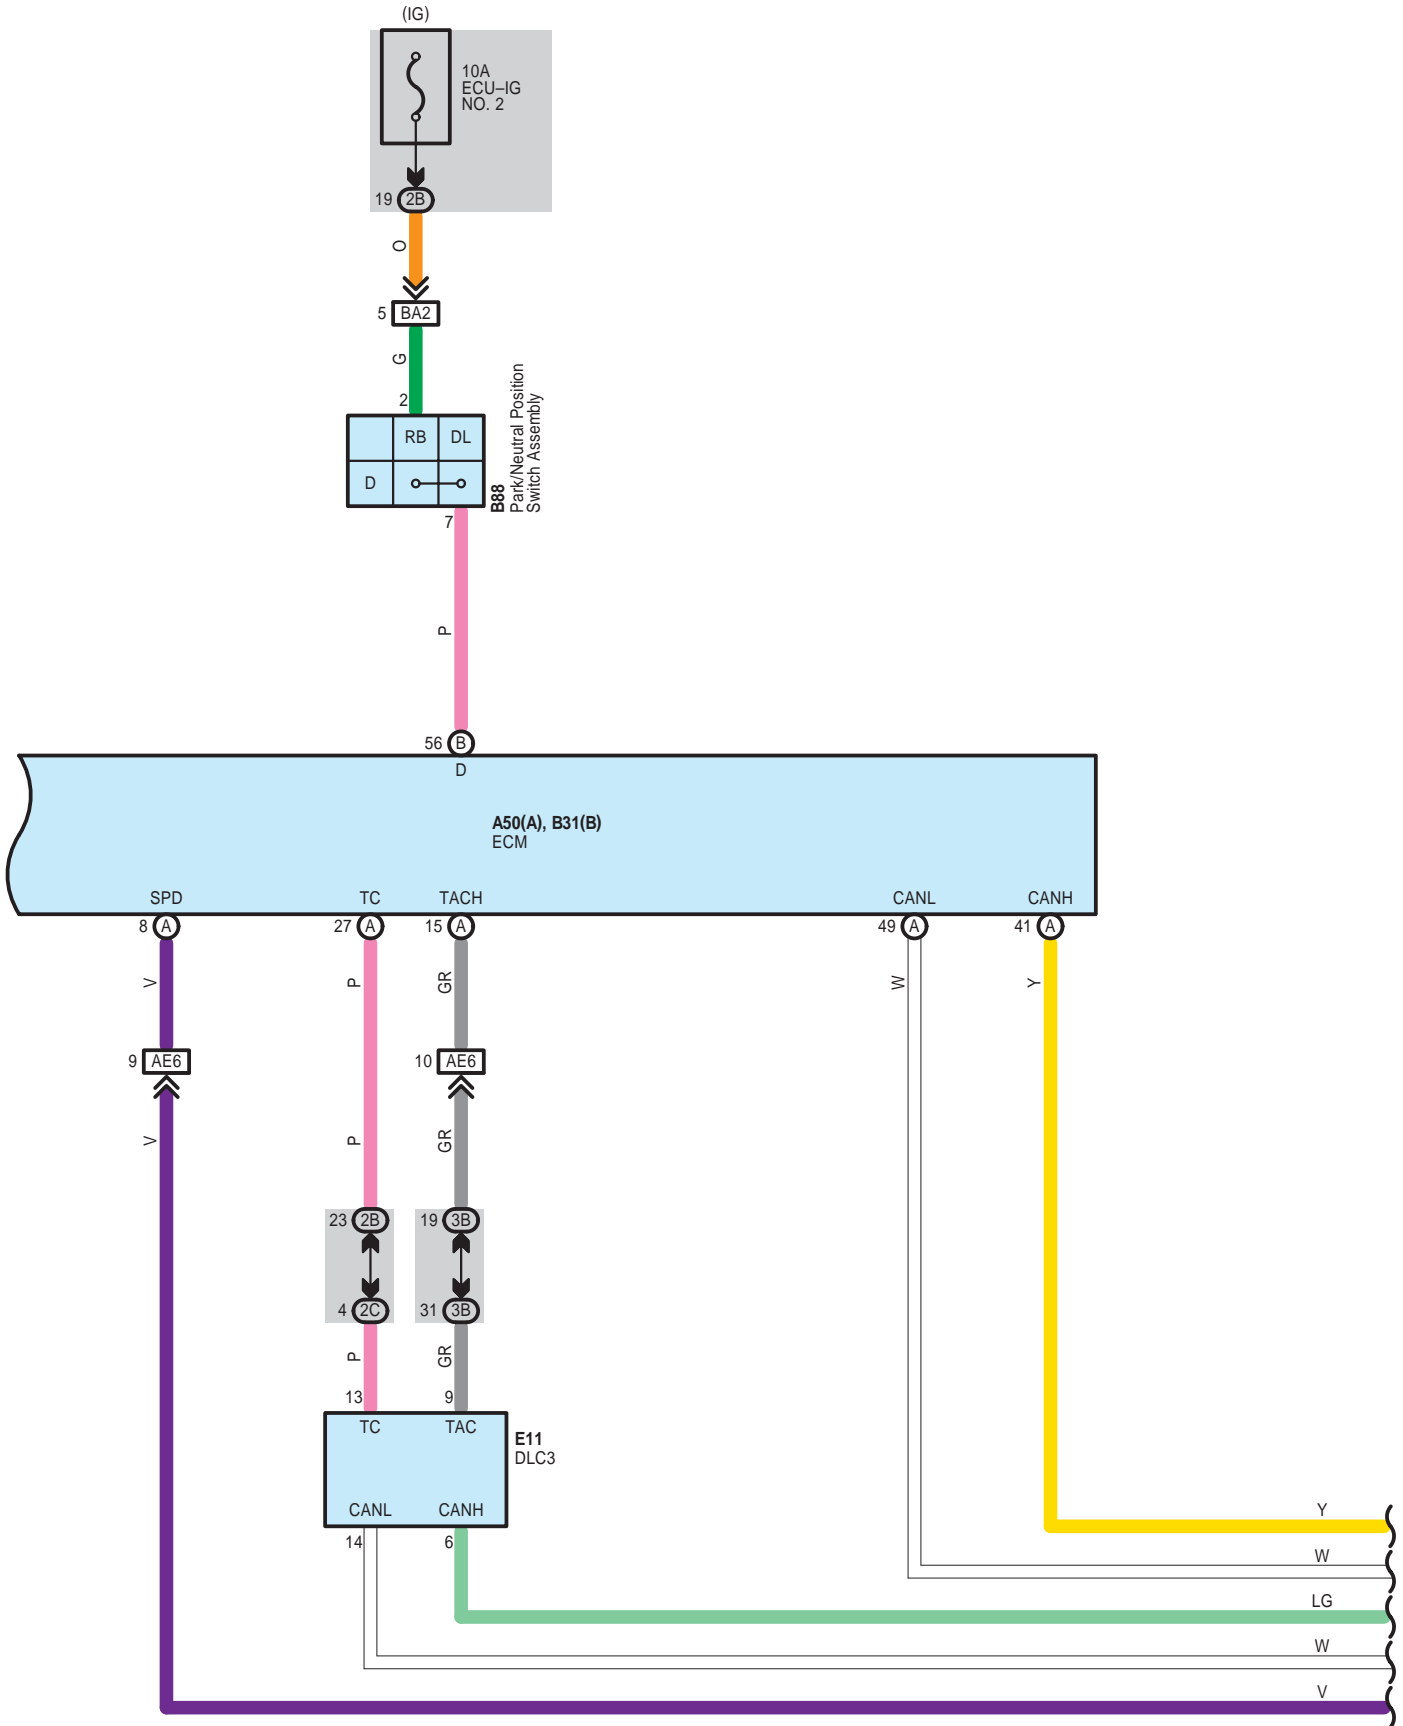 (IG)
10A
ECU–IG
NO. 2
19 2B
O
5 BA2
G
2
RB DL
D
B88
Park/Neutral Position
Switch Assembly
7
P
56 B
D
A50(A), B31(B)
ECM
SPD TC TACH CANL CANH
8 A 27 A 15 A 49 A 41 A
V P GR W Y
9 AE6 10 AE6
V P GR
23 2B 19 3B
4 2C 31 3B
P GR
13 9
TC TAC
E11
DLC3
CANL CANH
14 6
Y
W
LG
W
V